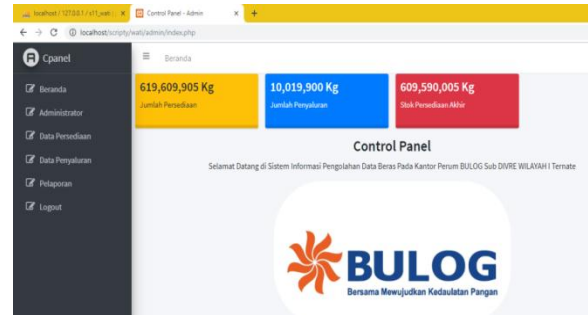 localhost / 127.0.0.1 / v11_wati |
Control Panel - Admin
localhost/scripty/wati/admin/index.php
Cpanel
Beranda
Beranda
Administrator
Data Persediaan
Data Penyaluran
Pelaporan
Logout
619,609,905 Kg
Jumlah Persediaan
10,019,900 Kg
Jumlah Penyaluran
609,590,005 Kg
Stok Persediaan Akhir
Control Panel
Selamat Datang di Sistem Informasi Pengolahan Data Beras Pada Kantor Perum BULOG Sub DIVRE WILAYAH I Ternate
BULOG
Bersama Mewujudkan Kedaulatan Pangan